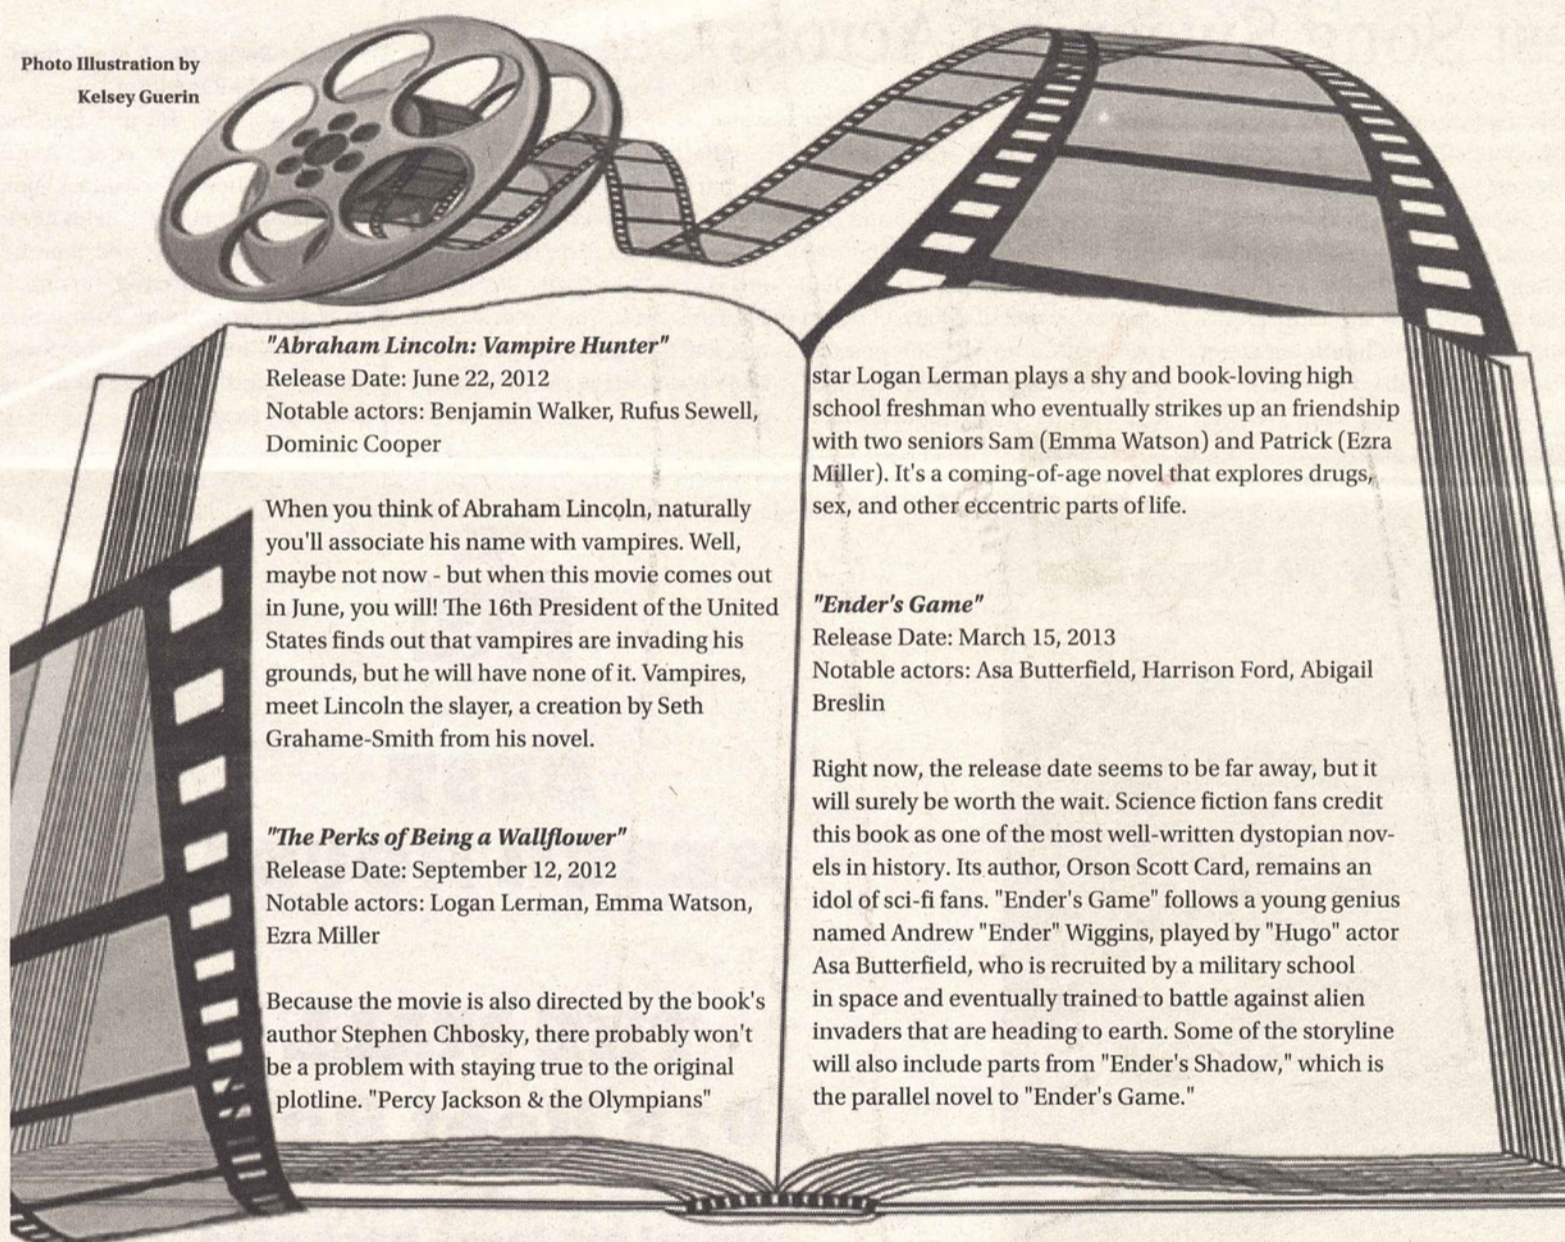 Photo Illustration by
Kelsey Guerin
"Abraham Lincoln: Vampire Hunter"
Release Date: June 22, 2012
Notable actors: Benjamin Walker, Rufus Sewell,
Dominic Cooper
When you think of Abraham Lincoln, naturally
you'll associate his name with vampires. Well,
maybe not now - but when this movie comes out
in June, you will! The 16th President of the United
States finds out that vampires are invading his
grounds, but he will have none of it. Vampires,
meet Lincoln the slayer, a creation by Seth
Grahame-Smith from his novel.
"The Perks of Being a Wallflower"
Release Date: September 12, 2012
Notable actors: Logan Lerman, Emma Watson,
Ezra Miller
Because the movie is also directed by the book's
author Stephen Chbosky, there probably won't
be a problem with staying true to the original
plotline. "Percy Jackson & the Olympians"
star Logan Lerman plays a shy and book-loving high
school freshman who eventually strikes up an friendship
with two seniors Sam (Emma Watson) and Patrick (Ezra
Miller). It's a coming-of-age novel that explores drugs,
sex, and other eccentric parts of life.
"Ender's Game"
Release Date: March 15, 2013
Notable actors: Asa Butterfield, Harrison Ford, Abigail
Breslin
Right now, the release date seems to be far away, but it
will surely be worth the wait. Science fiction fans credit
this book as one of the most well-written dystopian nov-
els in history. Its author, Orson Scott Card, remains an
idol of sci-fi fans. "Ender's Game" follows a young genius
named Andrew "Ender" Wiggins, played by "Hugo" actor
Asa Butterfield, who is recruited by a military school
in space and eventually trained to battle against alien
invaders that are heading to earth. Some of the storyline
will also include parts from "Ender's Shadow," which is
the parallel novel to "Ender's Game."